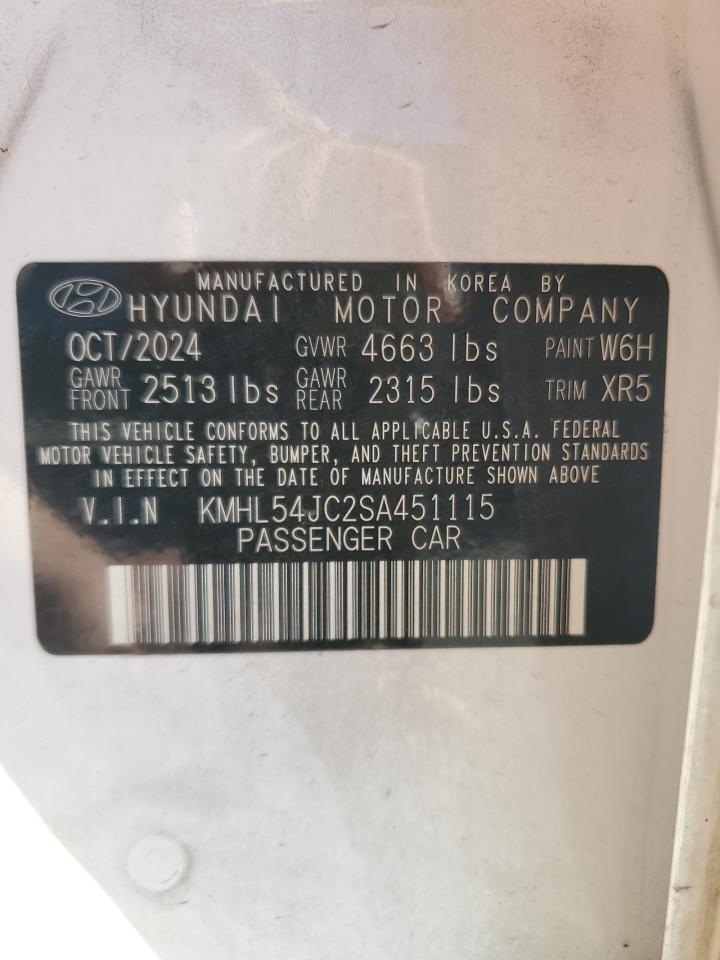 MANUFACTURED IN KOREA BY
HYUNDAI MOTOR COMPANY
OCT/2024 GVWR 4663 lbs PAINT W6H
GAWR FRONT 2513 lbs GAWR REAR 2315 lbs TRIM XR5
THIS VEHICLE CONFORMS TO ALL APPLICABLE U.S.A. FEDERAL
MOTOR VEHICLE SAFETY, BUMPER, AND THEFT PREVENTION STANDARDS
IN EFFECT ON THE DATE OF MANUFACTURE SHOWN ABOVE
V.I.N KMHL54JC2SA451115
PASSENGER CAR